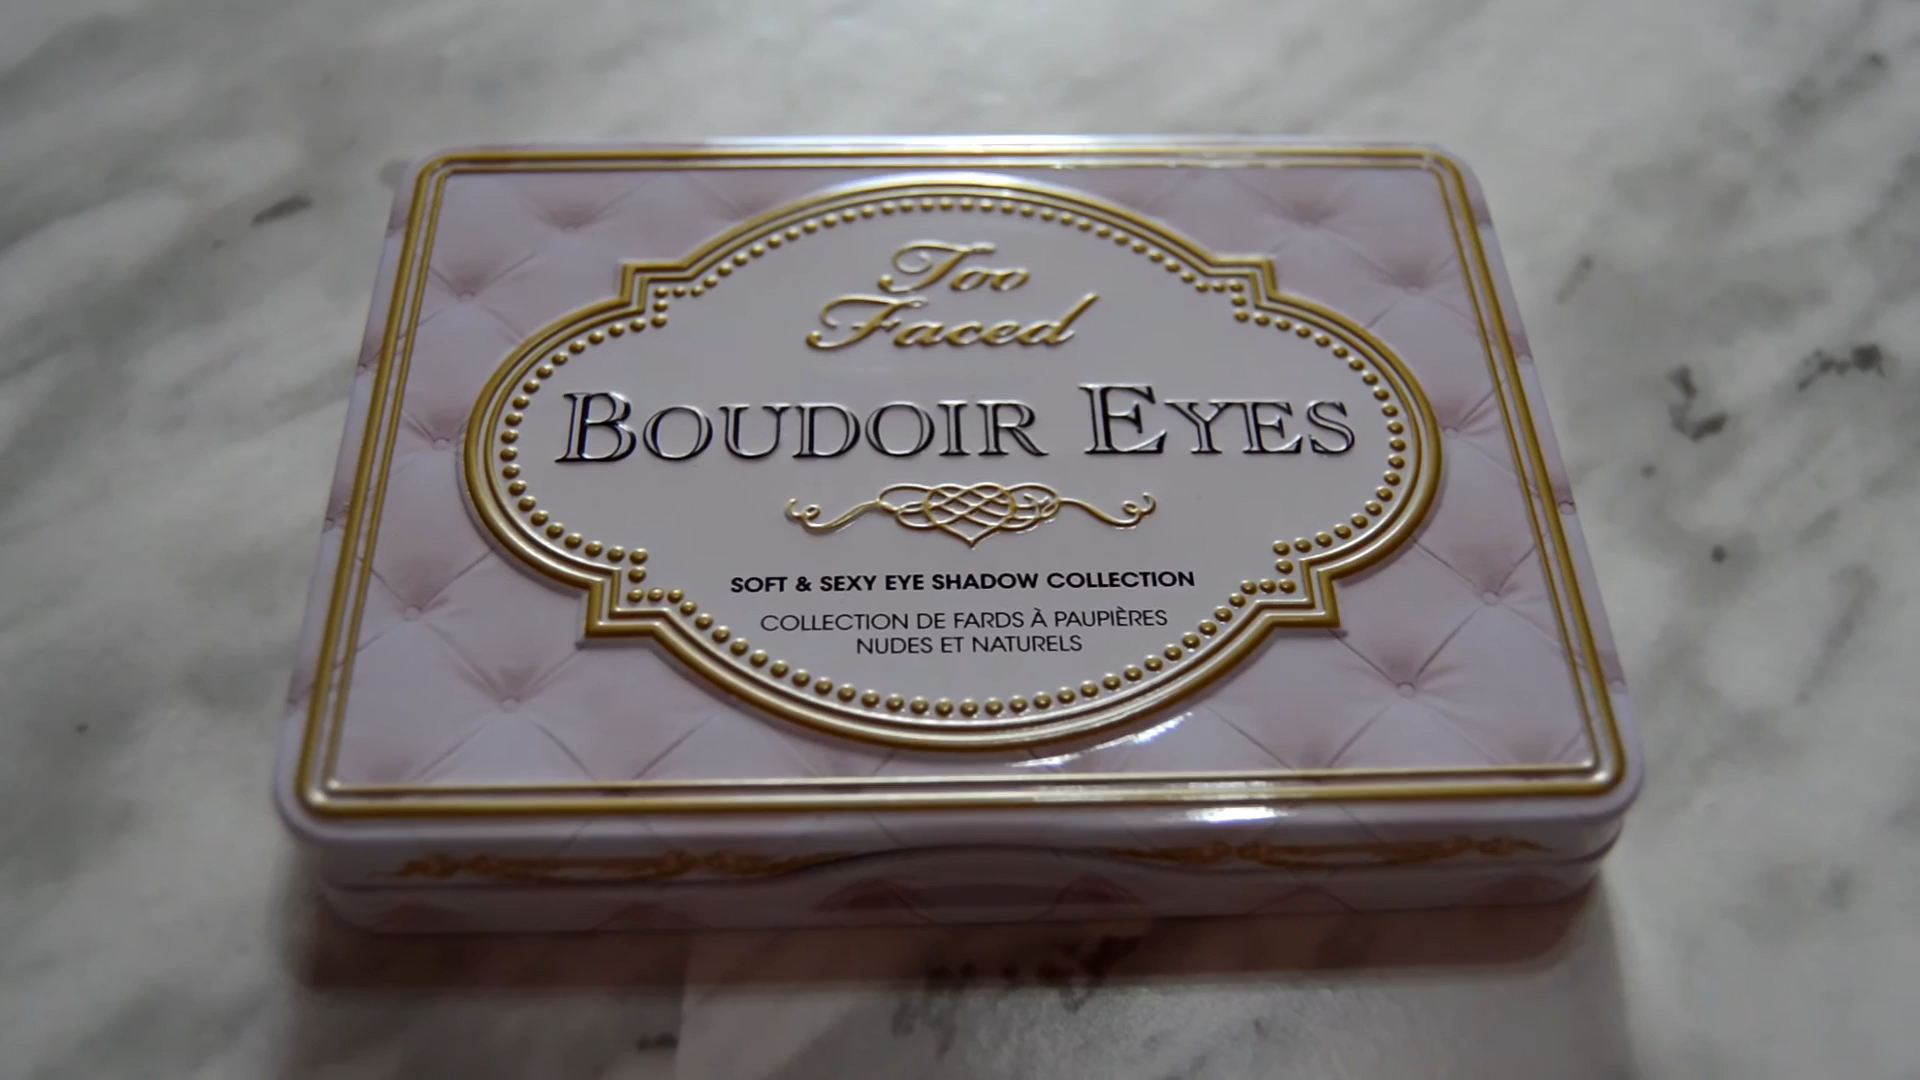 Too
Faced
BOUDOIR EYES
SOFT & SEXY EYE SHADOW COLLECTION
COLLECTION DE FARDS À PAUPIÈRES
NUDES ET NATURELS